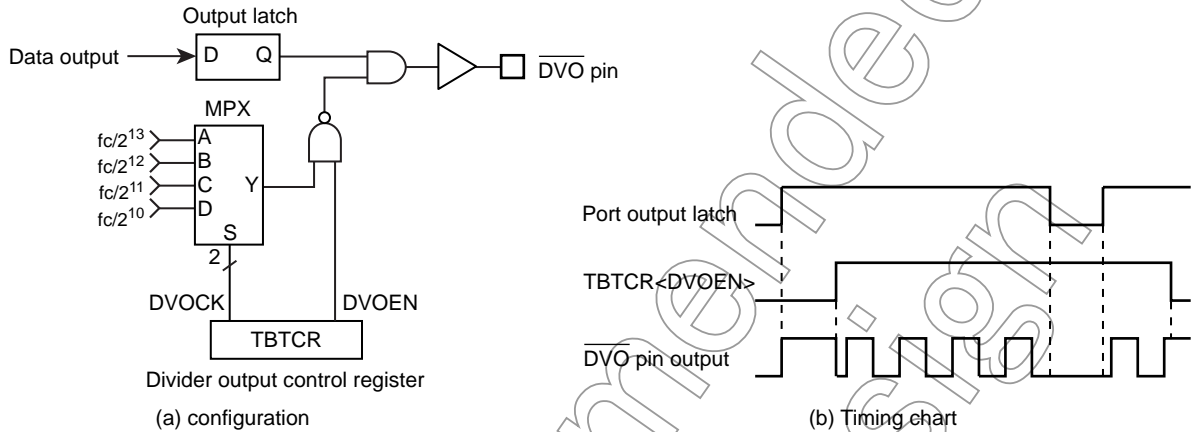 Output latch
Data output
D
Q
DVO pin
MPX
fc/2^13
A
fc/2^12
B
fc/2^11
C
Y
fc/2^10
D
S
2
DVOCK
DVOEN
TBTCR
Divider output control register
(a) configuration
Port output latch
TBTCR<DVOEN>
DVO pin output
(b) Timing chart